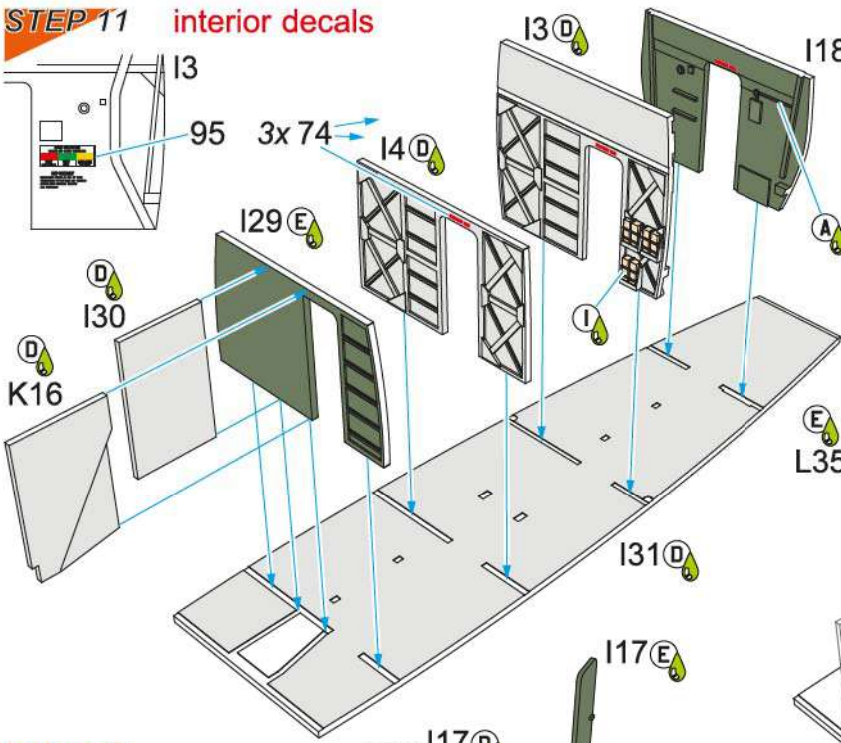 STEP 11 interior decals
I3
95
3x 74
I4 D
I3 D
I18
A
I29 E
D
I30
D
K16
I
E
L35
I31 D
I17 E
I17 D